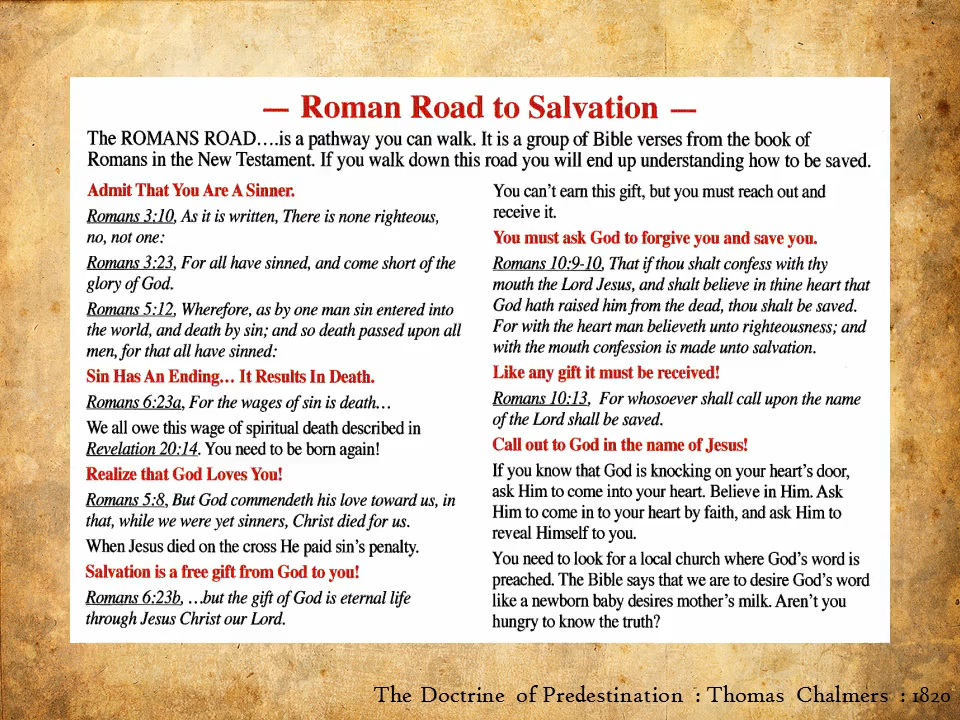 — Roman Road to Salvation —
The ROMANS ROAD….is a pathway you can walk. It is a group of Bible verses from the book of
Romans in the New Testament. If you walk down this road you will end up understanding how to be saved.
Admit That You Are A Sinner.
Romans 3:10, As it is written, There is none righteous,
no, not one:
Romans 3:23, For all have sinned, and come short of the
glory of God.
Romans 5:12, Wherefore, as by one man sin entered into
the world, and death by sin; and so death passed upon all
men, for that all have sinned:
Sin Has An Ending… It Results In Death.
Romans 6:23a, For the wages of sin is death…
We all owe this wage of spiritual death described in
Revelation 20:14. You need to be born again!
Realize that God Loves You!
Romans 5:8, But God commendeth his love toward us, in
that, while we were yet sinners, Christ died for us.
When Jesus died on the cross He paid sin's penalty.
Salvation is a free gift from God to you!
Romans 6:23b, …but the gift of God is eternal life
through Jesus Christ our Lord.
You can't earn this gift, but you must reach out and
receive it.
You must ask God to forgive you and save you.
Romans 10:9-10, That if thou shalt confess with thy
mouth the Lord Jesus, and shalt believe in thine heart that
God hath raised him from the dead, thou shalt be saved.
For with the heart man believeth unto righteousness; and
with the mouth confession is made unto salvation.
Like any gift it must be received!
Romans 10:13, For whosoever shall call upon the name
of the Lord shall be saved.
Call out to God in the name of Jesus!
If you know that God is knocking on your heart's door,
ask Him to come into your heart. Believe in Him. Ask
Him to come in to your heart by faith, and ask Him to
reveal Himself to you.
You need to look for a local church where God's word is
preached. The Bible says that we are to desire God's word
like a newborn baby desires mother's milk. Aren't you
hungry to know the truth?
The Doctrine of Predestination : Thomas Chalmers : 1820